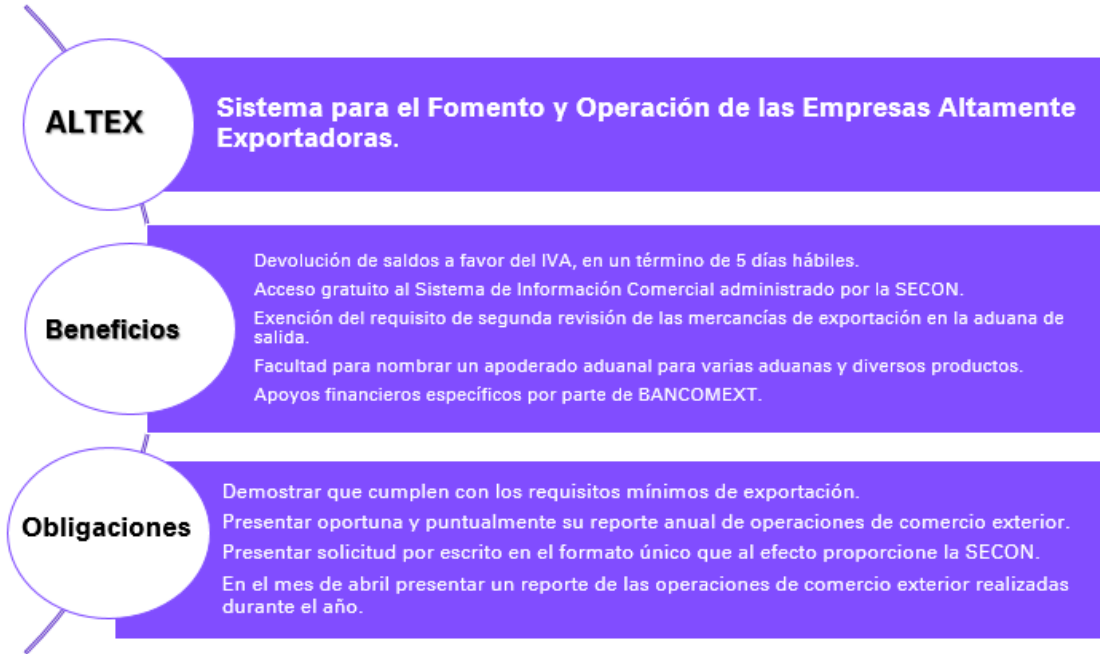 ALTEX
Sistema para el Fomento y Operación de las Empresas Altamente
Exportadoras.
Beneficios
Devolución de saldos a favor del IVA, en un término de 5 días hábiles.
Acceso gratuito al Sistema de Información Comercial administrado por la SECON.
Exención del requisito de segunda revisión de las mercancías de exportación en la aduana de
salida.
Facultad para nombrar un apoderado aduanal para varias aduanas y diversos productos.
Apoyos financieros específicos por parte de BANCOMEXT.
Obligaciones
Demostrar que cumplen con los requisitos mínimos de exportación.
Presentar oportuna y puntualmente su reporte anual de operaciones de comercio exterior.
Presentar solicitud por escrito en el formato único que al efecto proporcione la SECON.
En el mes de abril presentar un reporte de las operaciones de comercio exterior realizadas
durante el año.